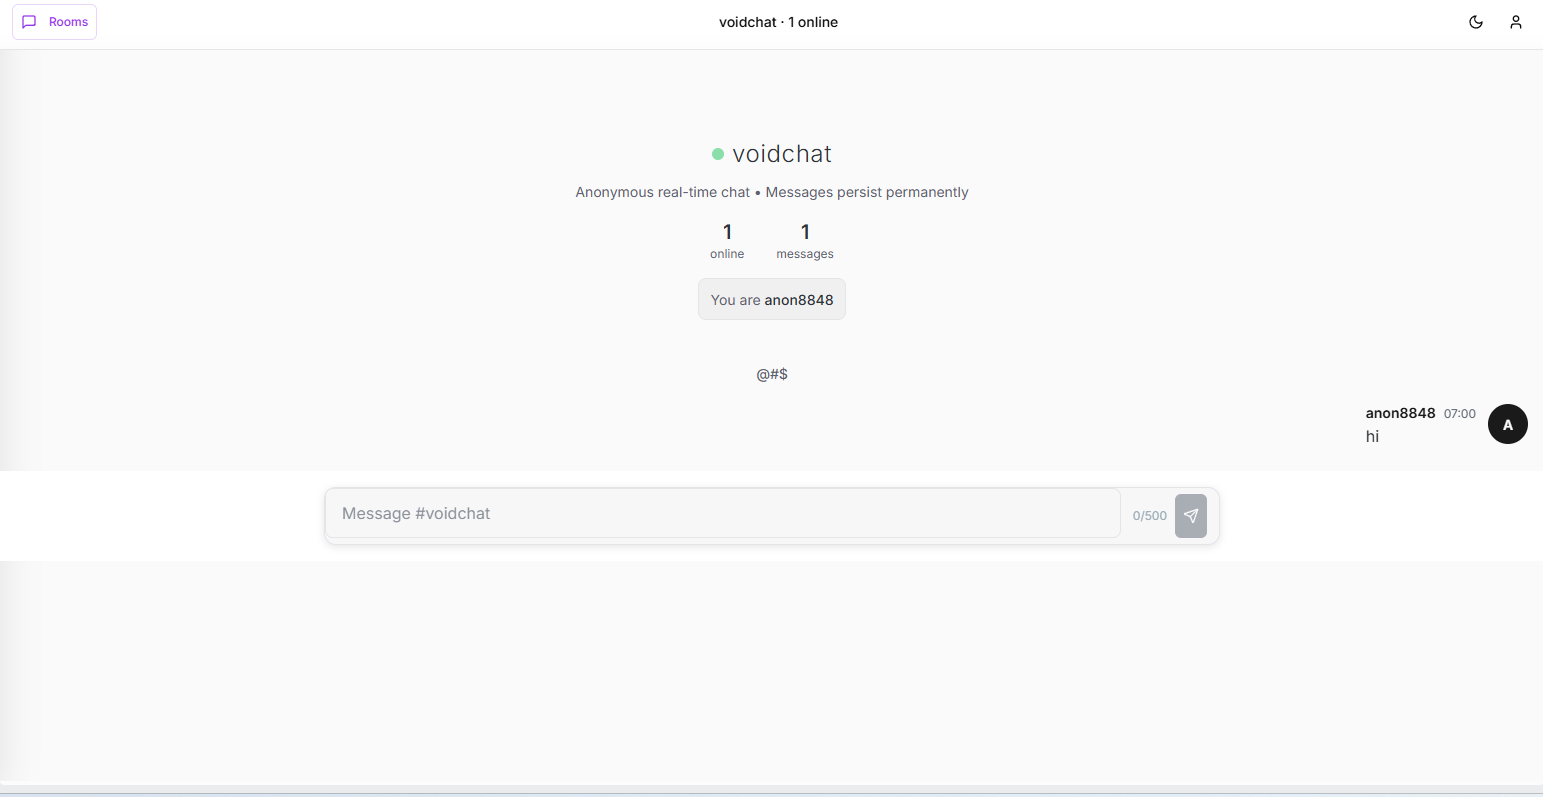 Rooms
voidchat · 1 online
voidchat
Anonymous real-time chat • Messages persist permanently
1 1
online messages
You are anon8848
@#$
anon8848 07:00
A
hi
Message #voidchat
0/500